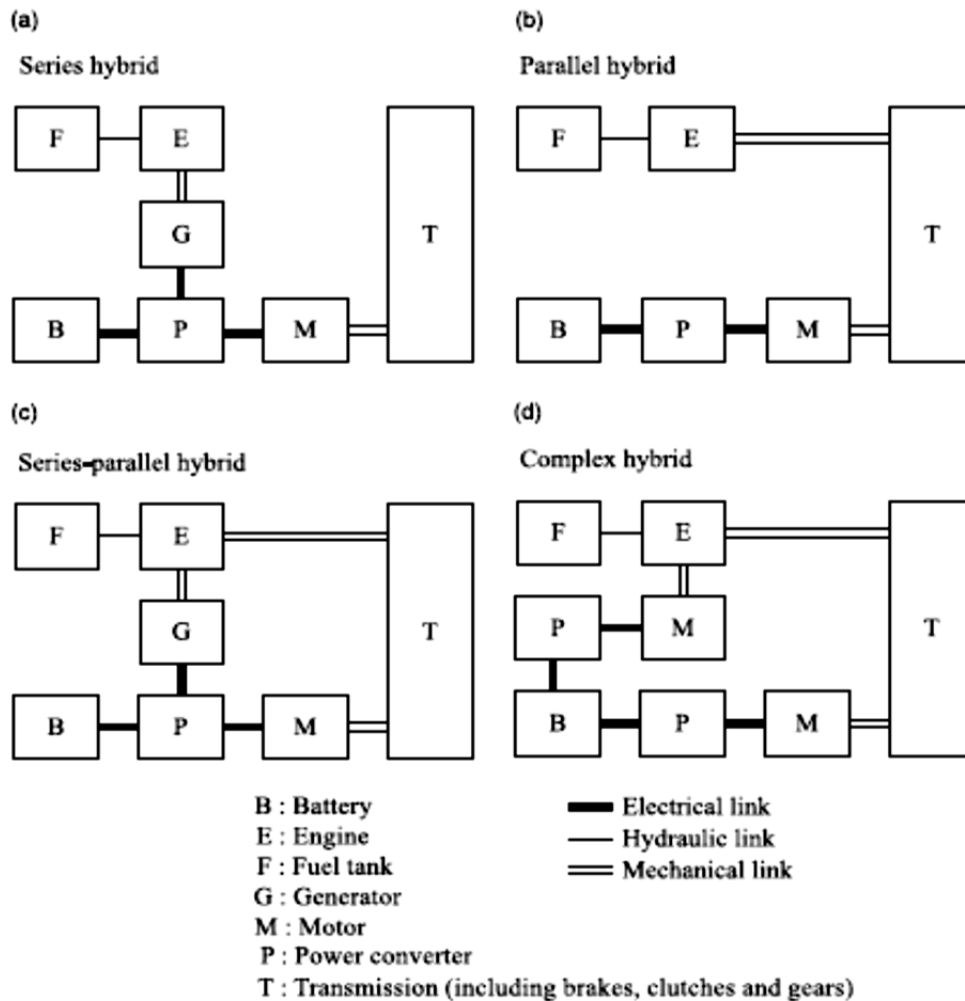 (a)
Series hybrid
F E
G
T
B P M
(b)
Parallel hybrid
F E
T
B P M
(c)
Series-parallel hybrid
F E
G
T
B P M
(d)
Complex hybrid
F E
P M
T
B P M
B : Battery
E : Engine
F : Fuel tank
G : Generator
M : Motor
P : Power converter
T : Transmission (including brakes, clutches and gears)
Electrical link
Hydraulic link
Mechanical link